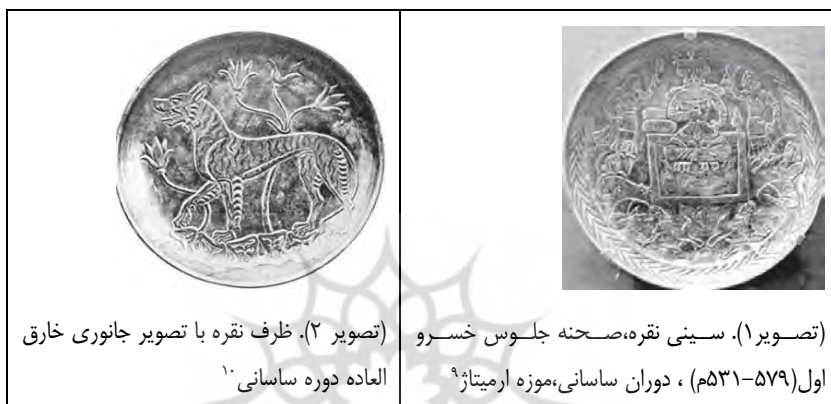 (تصویر۱). سینی نقره،صحنه جلوس خسرو
اول(۵۷۹–۵۳۱م) ، دوران ساسانی،موزه ارمیتاژ۹
(تصویر ۲). ظرف نقره با تصویر جانوری خارق
العاده دوره ساسانی۱۰